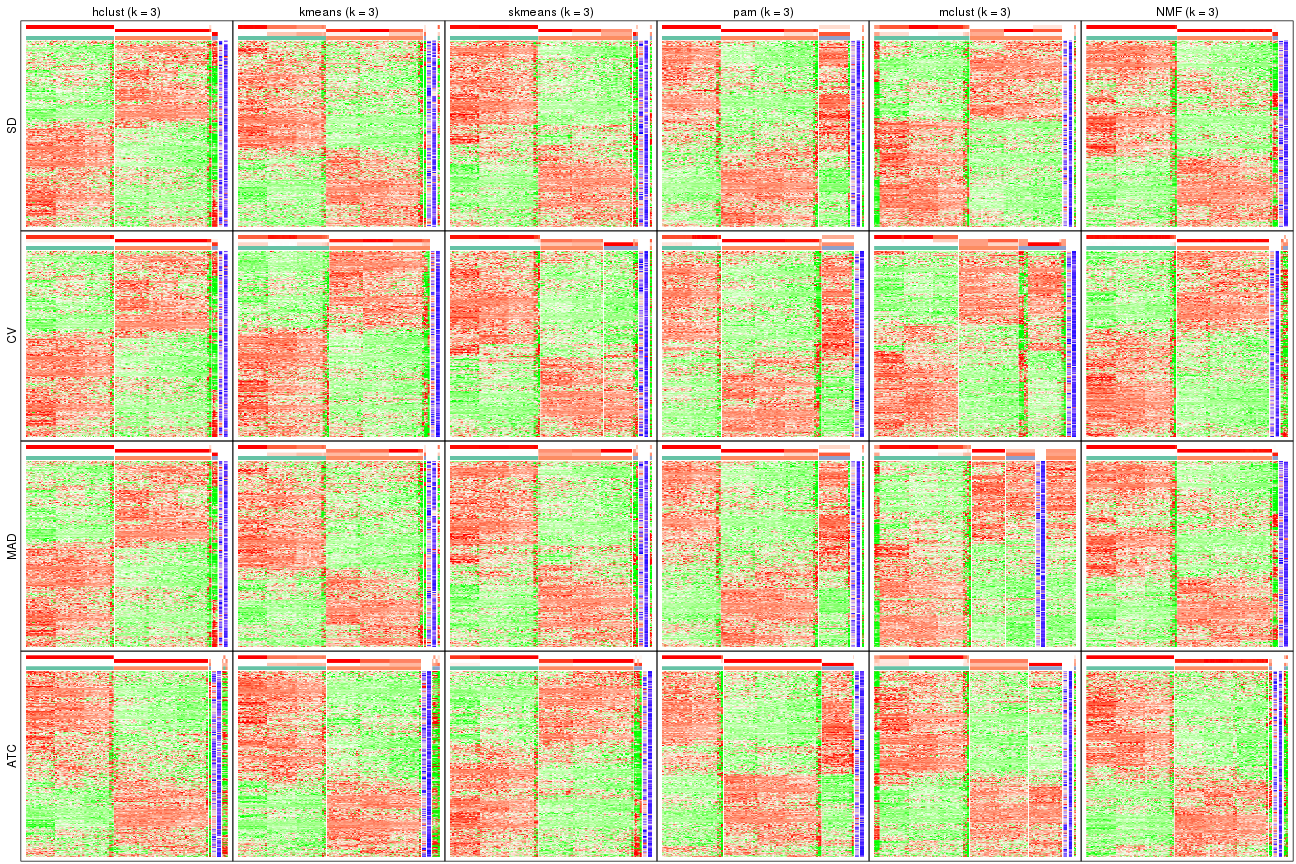 hclust (k = 3)
kmeans (k = 3)
skmeans (k = 3)
pam (k = 3)
mclust (k = 3)
NMF (k = 3)
SD
CV
MAD
ATC